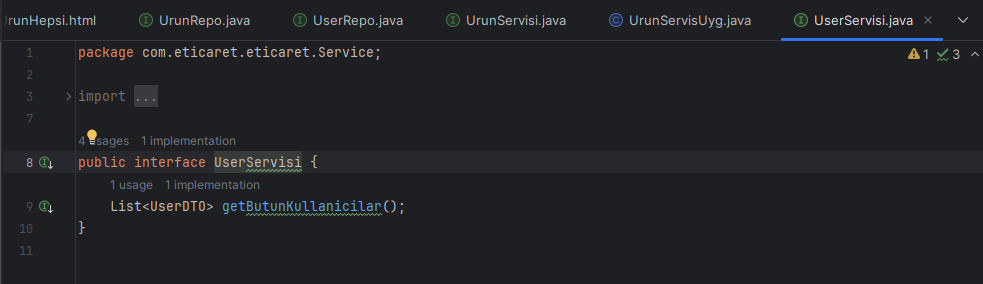 UrunHepsi.html UrunRepo.java UserRepo.java UrunServisi.java UrunServisUyg.java UserServisi.java
1 package com.eticaret.eticaret.Service; 1 3
2
3 import ...
7
4 usages 1 implementation
8 public interface UserServisi {
1 usage 1 implementation
9 List<UserDTO> getButunKullanicilar();
10 }
11